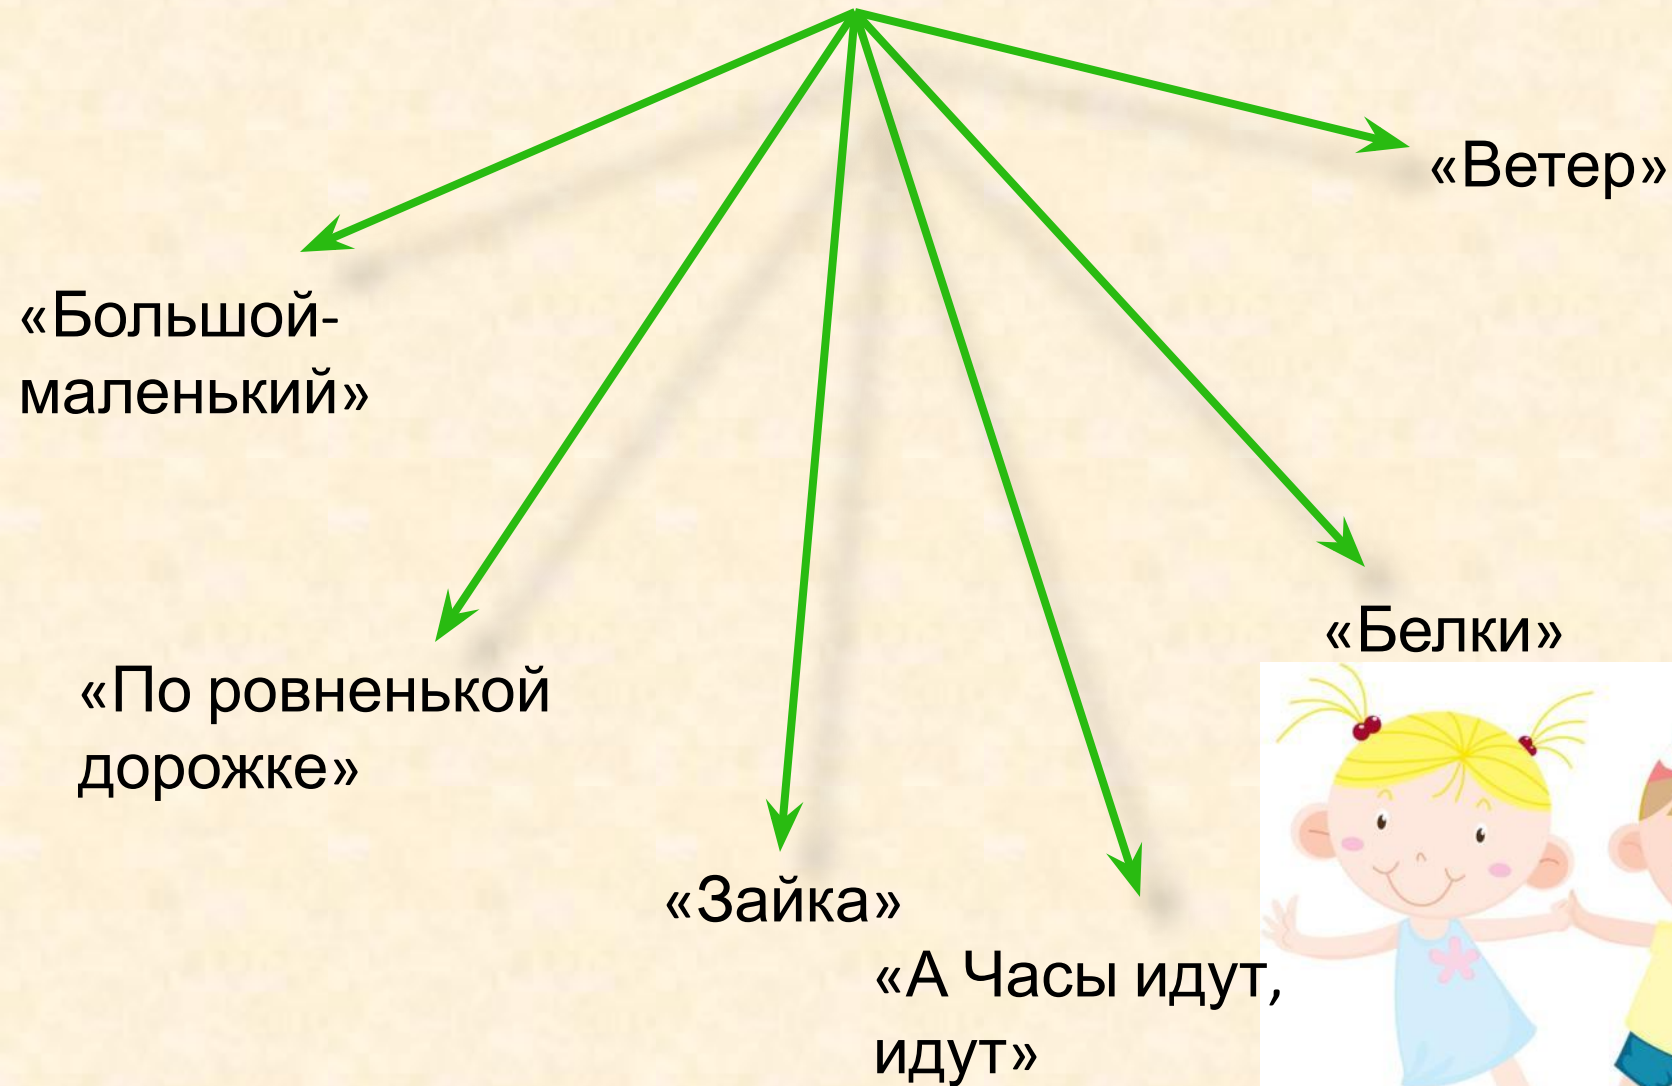 «Ветер»
«Большой-
маленький»
«Белки»
«По ровненькой
дорожке»
«Зайка»
«А Часы идут,
идут»